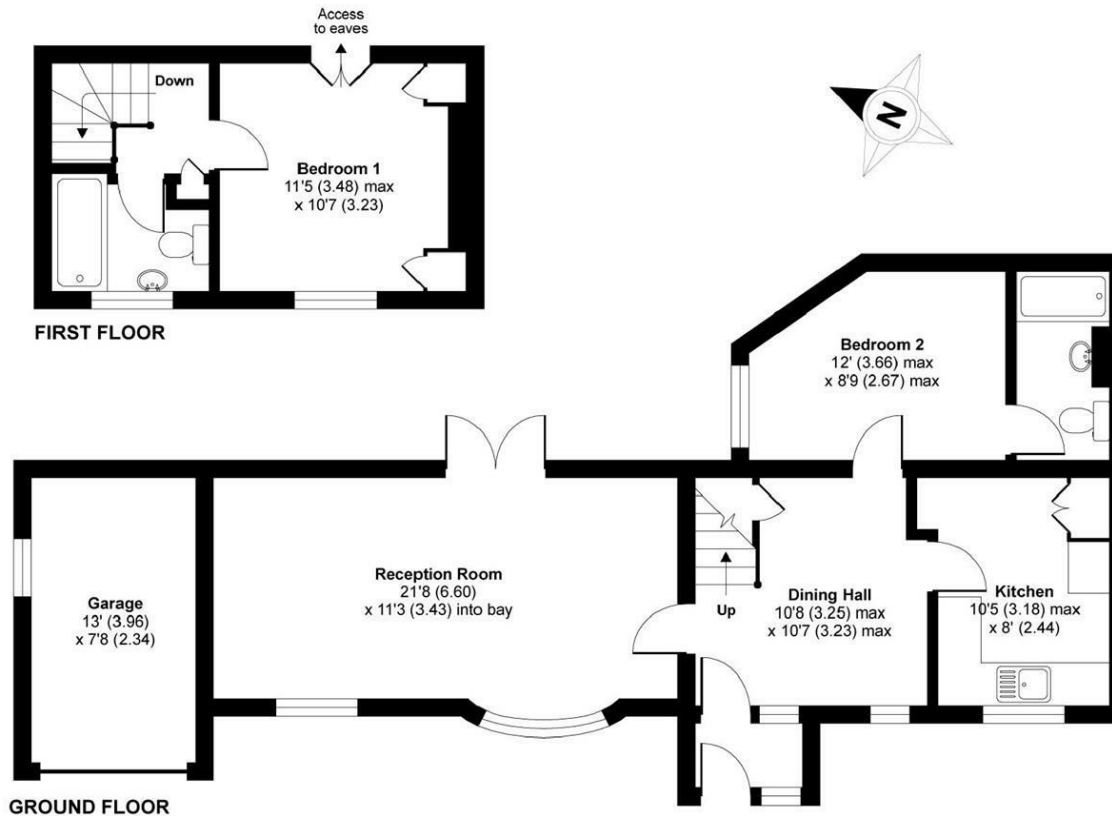 Access
to eaves
Down
Bedroom 1
11'5 (3.48) max
x 10'7 (3.23)
N
FIRST FLOOR
Bedroom 2
12' (3.66) max
x 8'9 (2.67) max
Reception Room
21'8 (6.60)
x 11'3 (3.43) into bay
Garage
13' (3.96)
x 7'8 (2.34)
Up
Dining Hall
10'8 (3.25) max
x 10'7 (3.23) max
Kitchen
10'5 (3.18) max
x 8' (2.44)
GROUND FLOOR